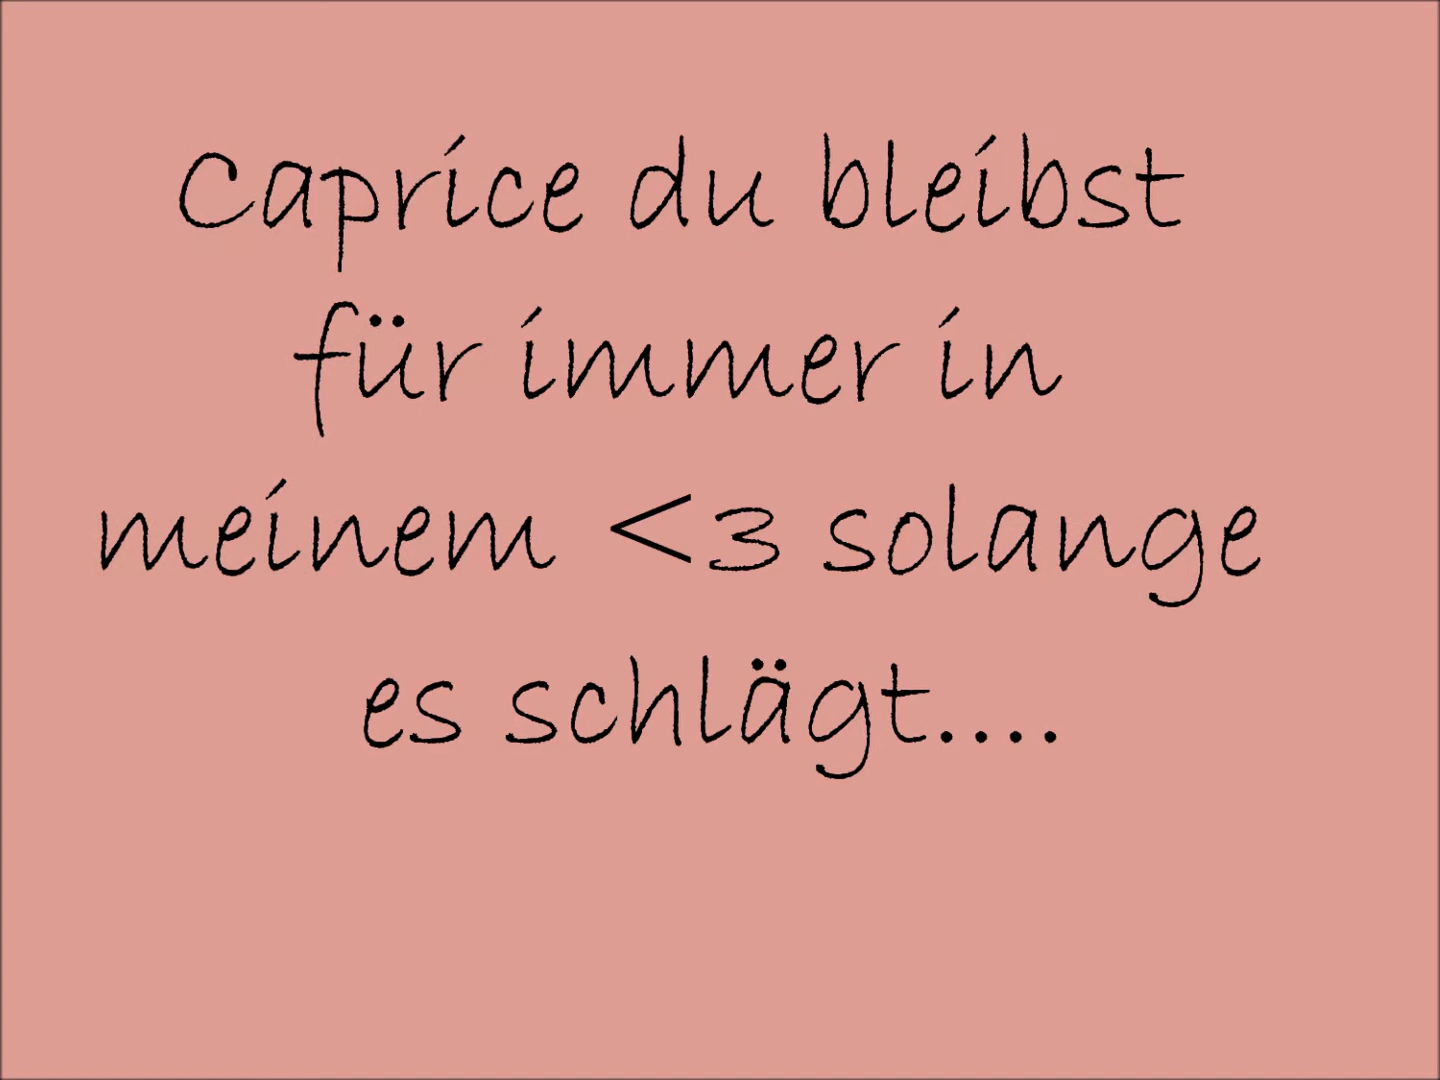 Caprice du bleibst
für immer in
meinem <3 solange
es schlägt....